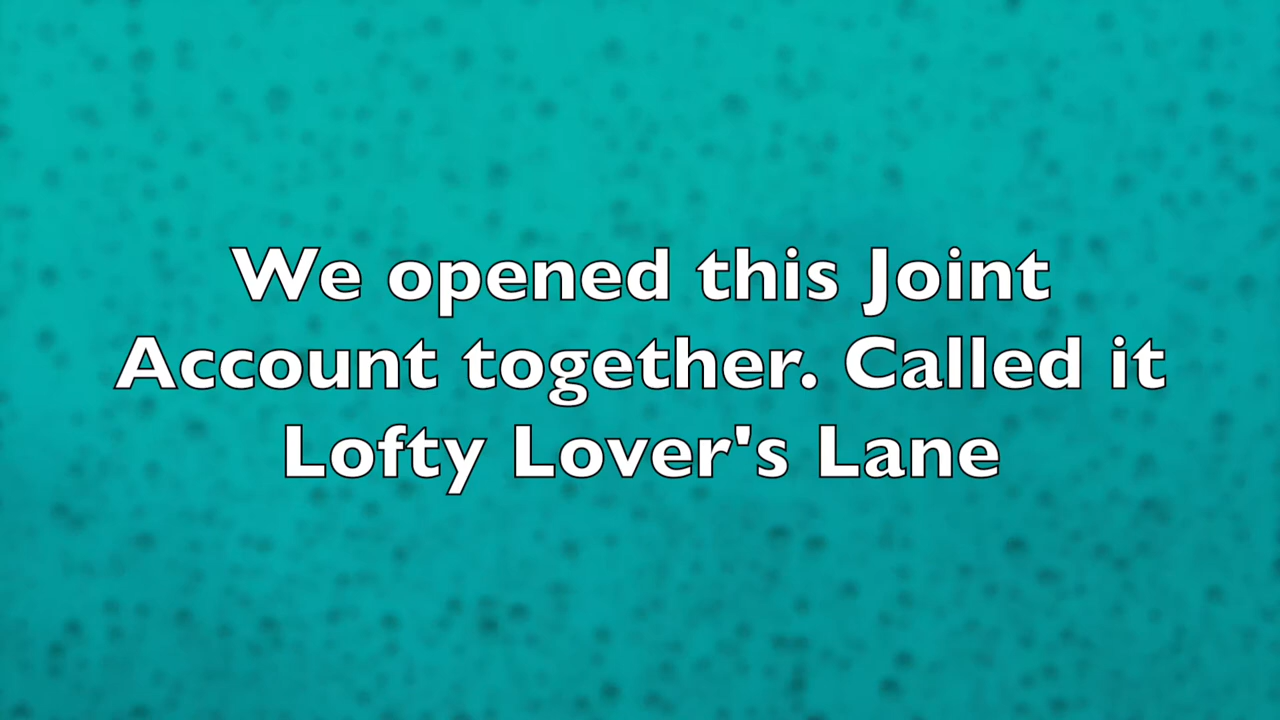 We opened this Joint
Account together. Called it
Lofty Lover's Lane